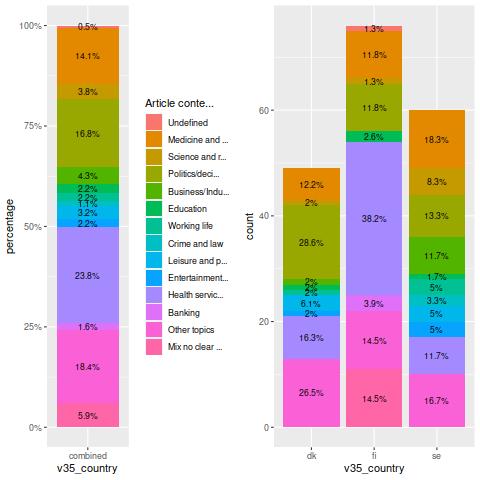 100%
75%
50%
25%
0%
percentage
0.5%
14.1%
3.8%
16.8%
4.3%
2.2%
2.2%
1.1%
3.2%
2.2%
23.8%
1.6%
18.4%
5.9%
combined
v35_country
Article conte...
Undefined
Medicine and ...
Science and r...
Politics/deci...
Business/Indu...
Education
Working life
Crime and law
Leisure and p...
Entertainment...
Health servic...
Banking
Other topics
Mix no clear ...
60
40
20
0
count
12.2%
2%
28.6%
2%
2%
2%
6.1%
2%
16.3%
26.5%
1.3%
11.8%
1.3%
11.8%
2.6%
38.2%
3.9%
14.5%
14.5%
18.3%
8.3%
13.3%
11.7%
1.7%
5%
3.3%
5%
5%
11.7%
16.7%
dk
fi
se
v35_country